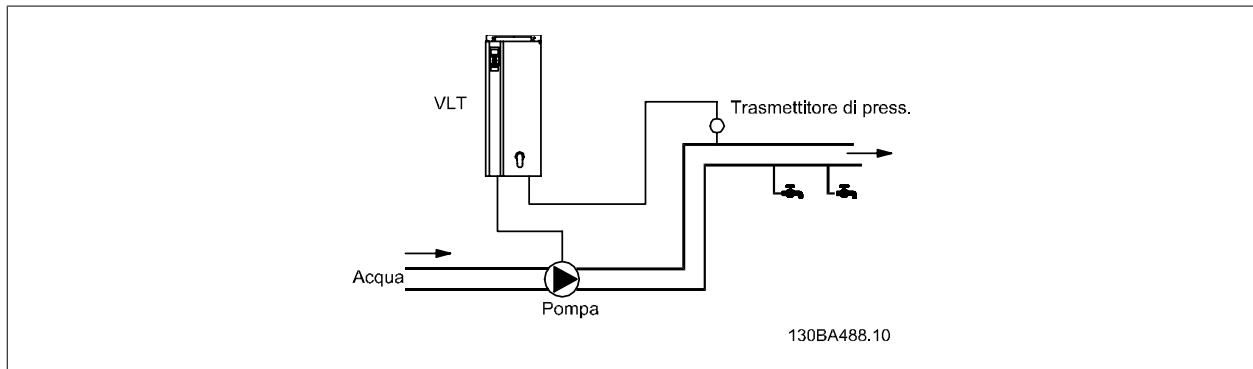 VLT
Trasmettitore di press.
Acqua
Pompa
130BA488.10